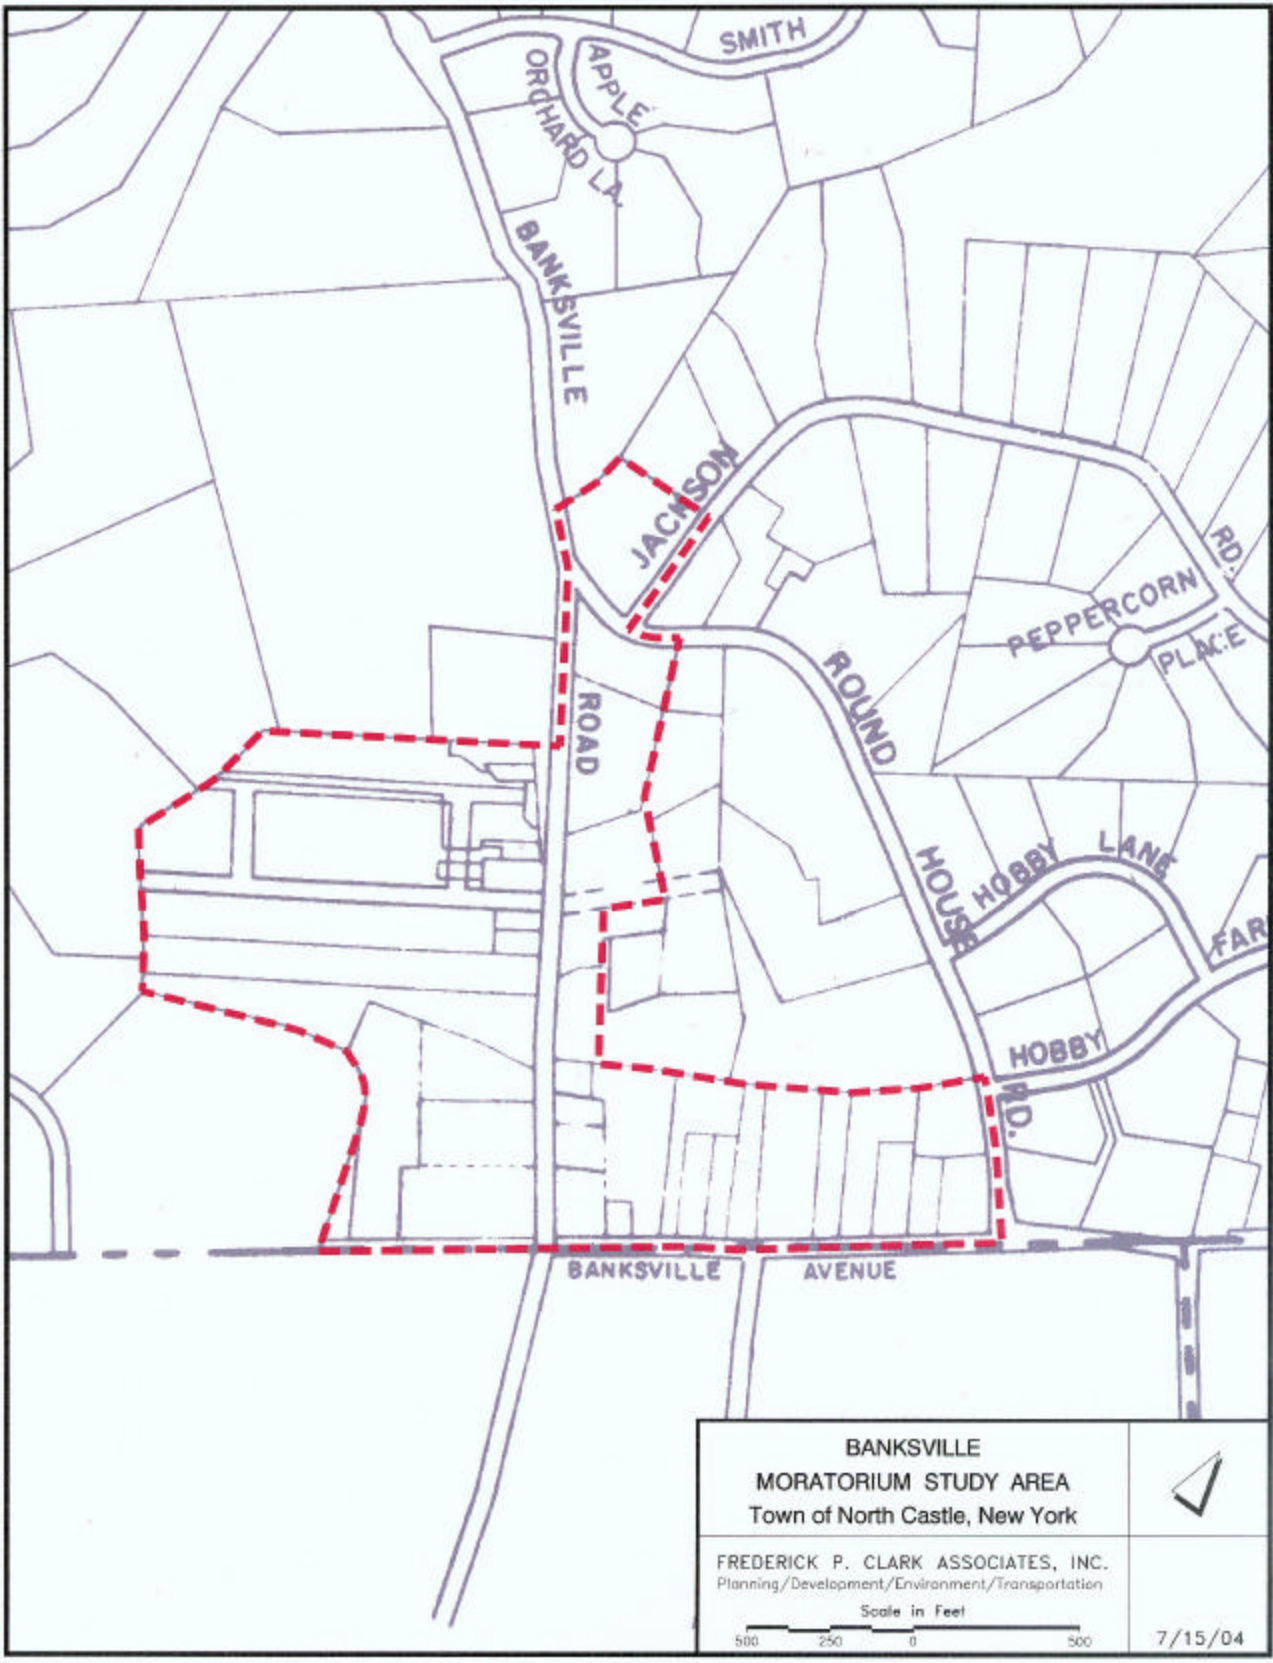 SMITH
APPLE
ORCHARD LA.
BANKSVILLE
JACKSON
RD.
PEPPERCORN
PLACE
ROUND
ROAD
HOUSE
HOBBY LANE
FAR
HOBBY
RD.
BANKSVILLE AVENUE
BANKSVILLE
MORATORIUM STUDY AREA
Town of North Castle, New York
FREDERICK P. CLARK ASSOCIATES, INC.
Planning/Development/Environment/Transportation
Scale in Feet
500 250 0 500
7/15/04